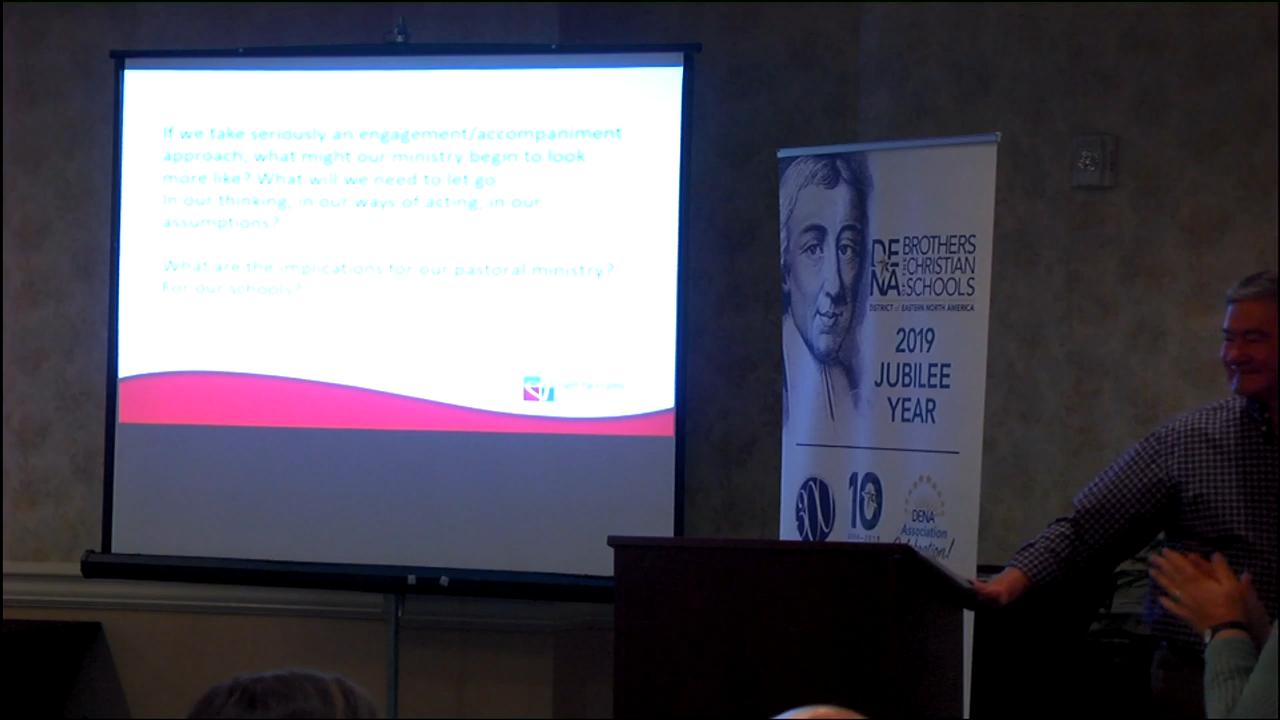 If we take seriously an engagement/accompaniment
approach, what might our ministry begin to look
more like? What will we need to let go
In our thinking, in our ways of acting, in our
assumptions?
What are the implications for our pastoral ministry?
For our schools?
DE
NA
BROTHERS
OF THE CHRISTIAN
SCHOOLS
DISTRICT of EASTERN NORTH AMERICA
2019
JUBILEE
YEAR
10
DENA
Association
Celebration!